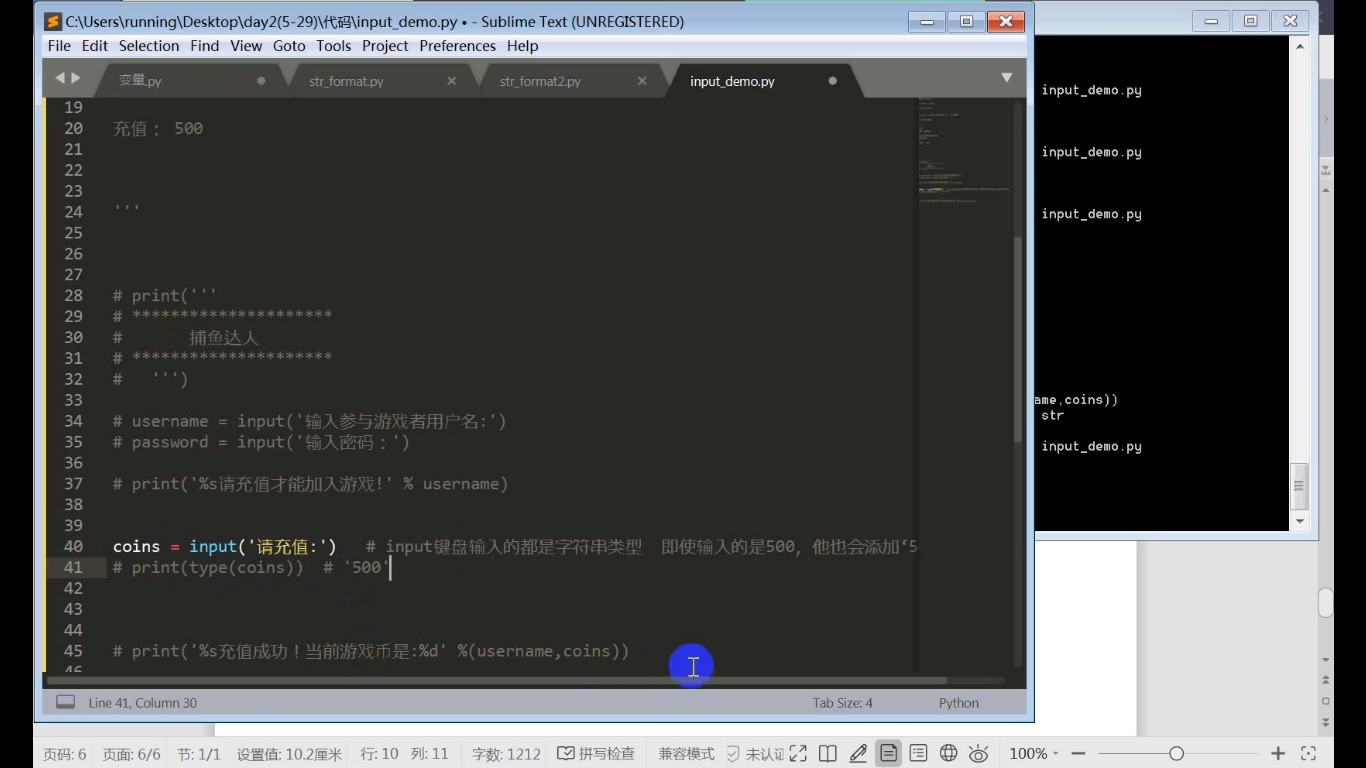 C:\Users\running\Desktop\day2(5-29)\代码\input_demo.py • - Sublime Text (UNREGISTERED)
File Edit Selection Find View Goto Tools Project Preferences Help
变量.py
str_format.py
str_format2.py
input_demo.py
19
20 充值： 500
21
22
23
24 '''
25
26
27
28 # print('''
29 # *********************
30 # 捕鱼达人
31 # *********************
32 # ''')
33
34 # username = input('输入参与游戏者用户名:')
35 # password = input('输入密码：')
36
37 # print('%s请充值才能加入游戏!' % username)
38
39
40 coins = input('请充值:') # input键盘输入的都是字符串类型 即使输入的是500, 他也会添加‘5
41 # print(type(coins)) # '500'
42
43
44
45 # print('%s充值成功！当前游戏币是:%d' %(username,coins))
46
Line 41, Column 30
Tab Size: 4
Python
input_demo.py
input_demo.py
input_demo.py
ame,coins))
str
input_demo.py
页码: 6 页面: 6/6 节: 1/1 设置值: 10.2厘米 行: 10 列: 11 字数: 1212 拼写检查 兼容模式 未认证 100%